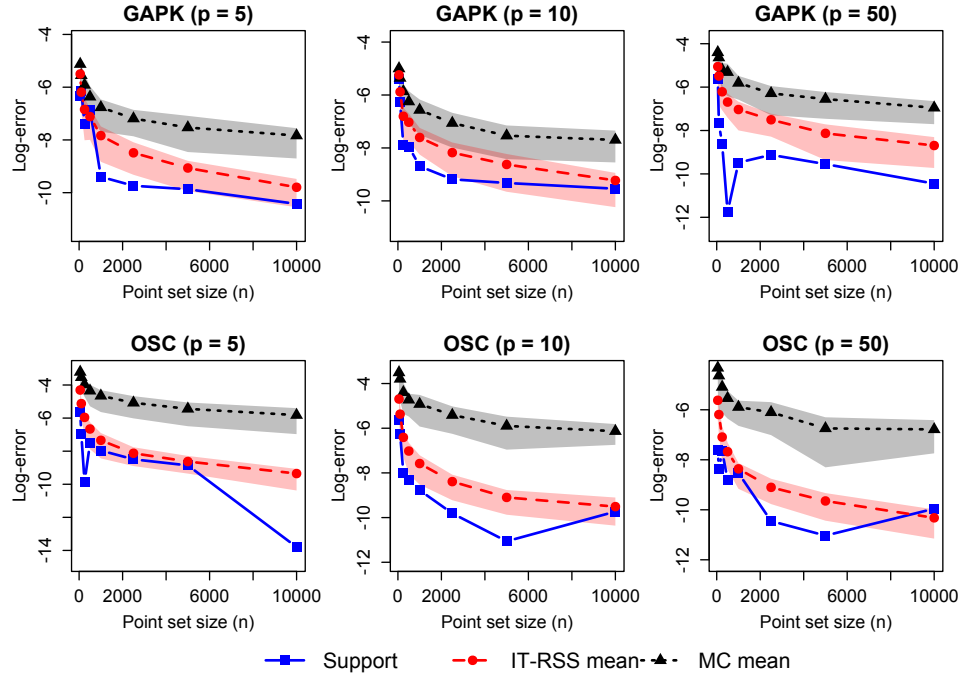 GAPK (p = 5)
Log-error
-4
-6
-8
-10
0 2000 6000 10000
Point set size (n)
GAPK (p = 10)
Log-error
-4
-6
-8
-10
0 2000 6000 10000
Point set size (n)
GAPK (p = 50)
Log-error
-4
-6
-8
-10
-12
0 2000 6000 10000
Point set size (n)
OSC (p = 5)
Log-error
-4
-6
-10
-14
0 2000 6000 10000
Point set size (n)
OSC (p = 10)
Log-error
-4
-6
-8
-10
-12
0 2000 6000 10000
Point set size (n)
OSC (p = 50)
Log-error
-6
-8
-10
-12
0 2000 6000 10000
Point set size (n)
Support IT-RSS mean MC mean